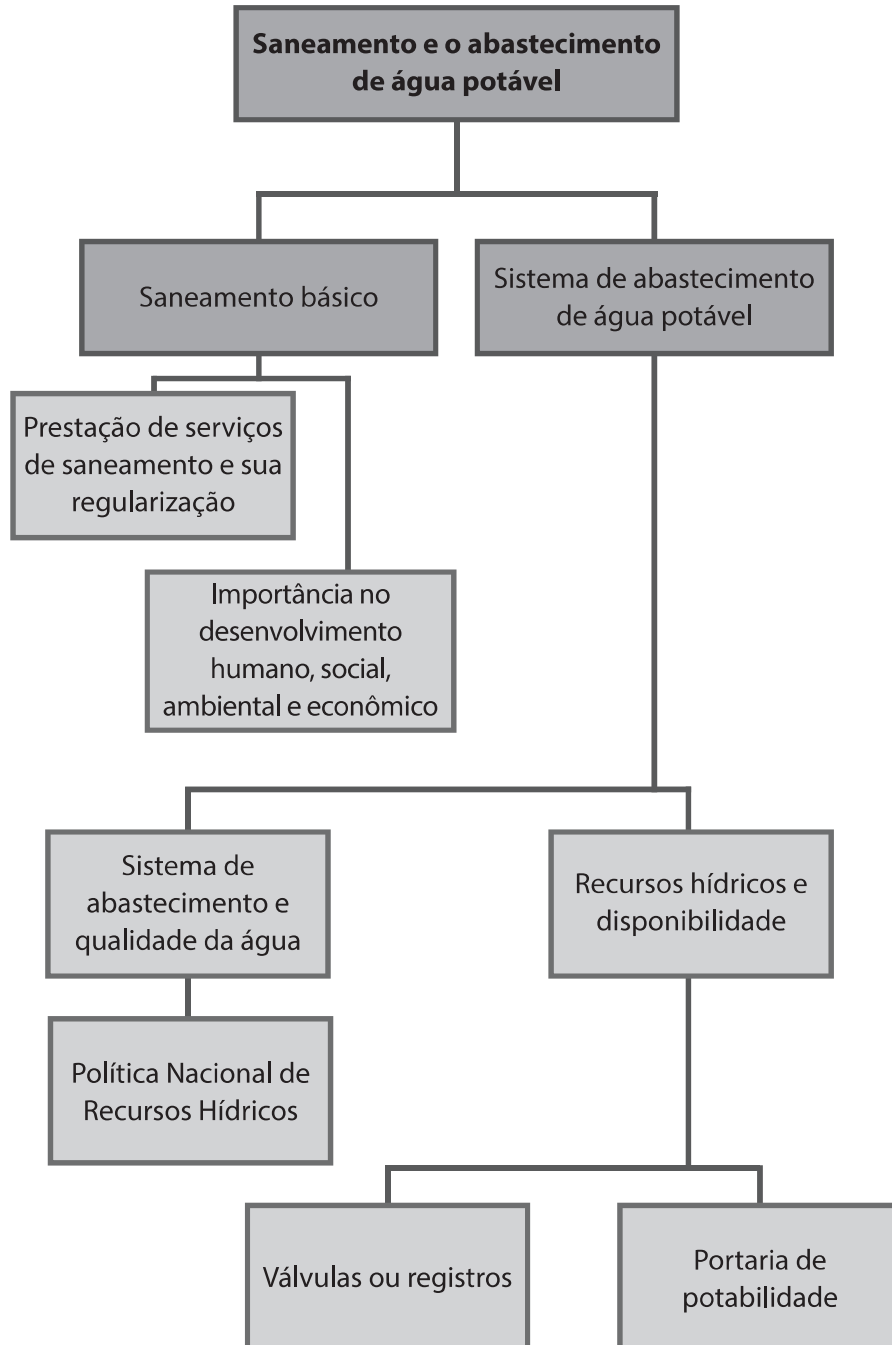 Saneamento e o abastecimento
de água potável
Saneamento básico
Sistema de abastecimento
de água potável
Prestação de serviços
de saneamento e sua
regularização
Importância no
desenvolvimento
humano, social,
ambiental e econômico
Sistema de
abastecimento e
qualidade da água
Recursos hídricos e
disponibilidade
Política Nacional de
Recursos Hídricos
Válvulas ou registros
Portaria de
potabilidade